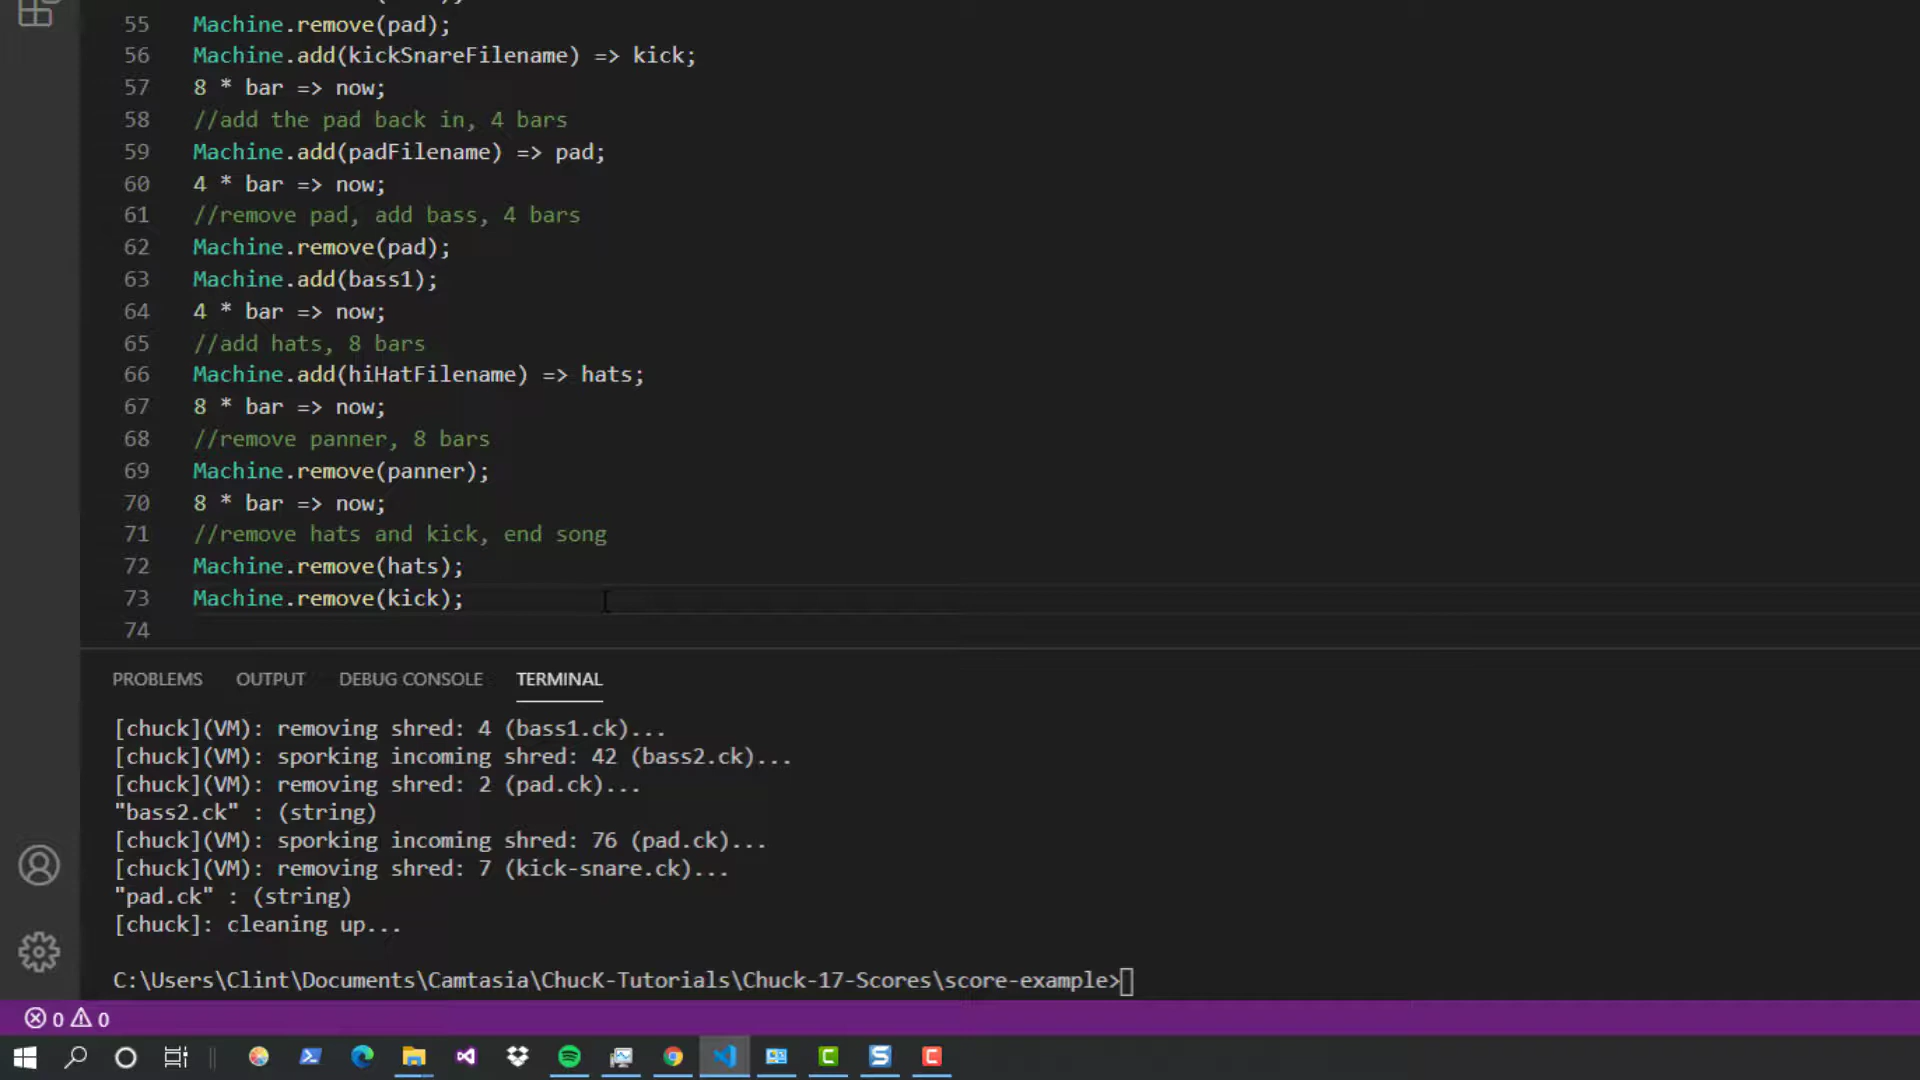 55 Machine.remove(pad);
56 Machine.add(kickSnareFilename) => kick;
57 8 * bar => now;
58 //add the pad back in, 4 bars
59 Machine.add(padFilename) => pad;
60 4 * bar => now;
61 //remove pad, add bass, 4 bars
62 Machine.remove(pad);
63 Machine.add(bass1);
64 4 * bar => now;
65 //add hats, 8 bars
66 Machine.add(hiHatFilename) => hats;
67 8 * bar => now;
68 //remove panner, 8 bars
69 Machine.remove(panner);
70 8 * bar => now;
71 //remove hats and kick, end song
72 Machine.remove(hats);
73 Machine.remove(kick);
74
PROBLEMS OUTPUT DEBUG CONSOLE TERMINAL
[chuck](VM): removing shred: 4 (bass1.ck)...
[chuck](VM): sporking incoming shred: 42 (bass2.ck)...
[chuck](VM): removing shred: 2 (pad.ck)...
"bass2.ck" : (string)
[chuck](VM): sporking incoming shred: 76 (pad.ck)...
[chuck](VM): removing shred: 7 (kick-snare.ck)...
"pad.ck" : (string)
[chuck]: cleaning up...
C:\Users\Clint\Documents\Camtasia\ChucK-Tutorials\Chuck-17-Scores\score-example>
0 0